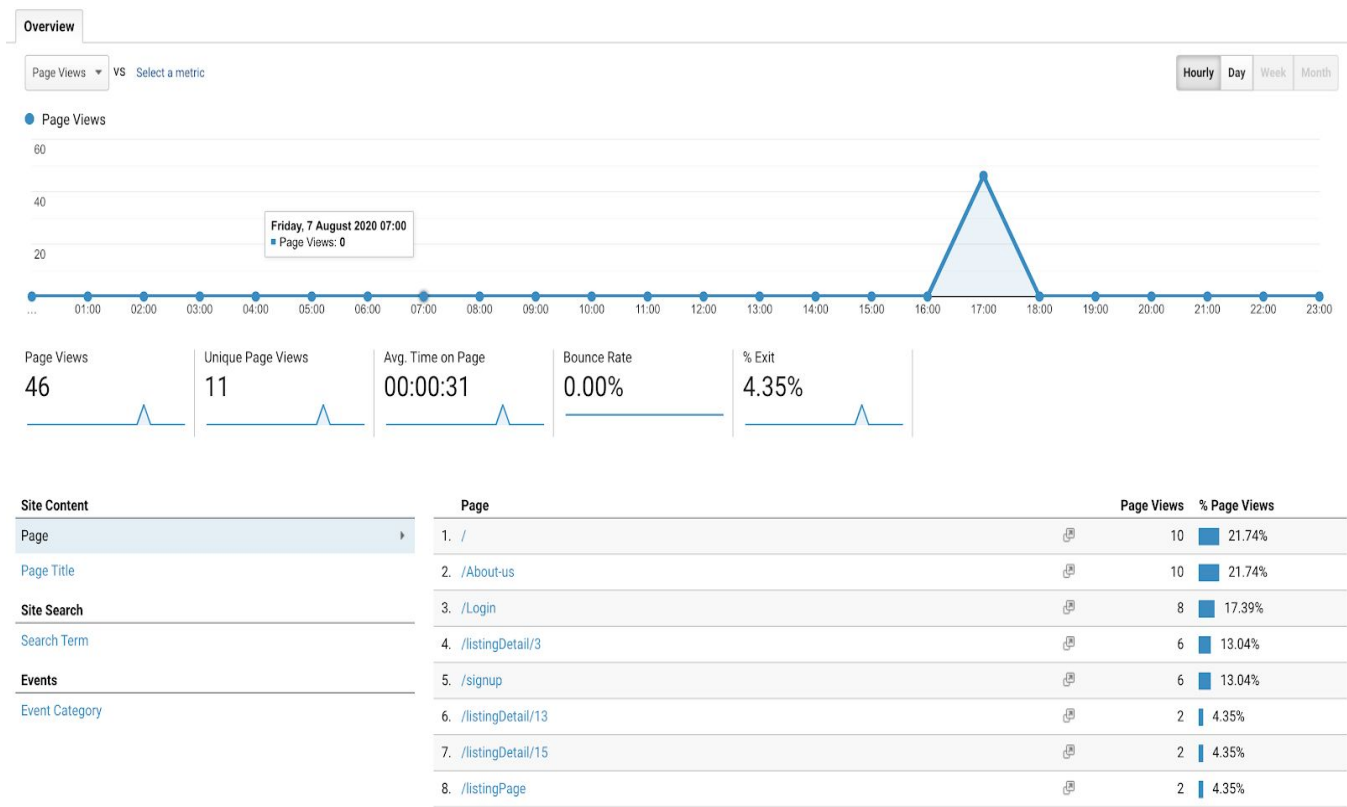 Overview
Page Views VS Select a metric
Hourly Day Week Month
Page Views
60
40
20
Friday, 7 August 2020 07:00
Page Views: 0
... 01:00 02:00 03:00 04:00 05:00 06:00 07:00 08:00 09:00 10:00 11:00 12:00 13:00 14:00 15:00 16:00 17:00 18:00 19:00 20:00 21:00 22:00 23:00
Page Views Unique Page Views Avg. Time on Page Bounce Rate % Exit
46 11 00:00:31 0.00% 4.35%
Site Content
Page
Page Title
Site Search
Search Term
Events
Event Category
Page Page Views % Page Views
1. / 10 21.74%
2. /About-us 10 21.74%
3. /Login 8 17.39%
4. /listingDetail/3 6 13.04%
5. /signup 6 13.04%
6. /listingDetail/13 2 4.35%
7. /listingDetail/15 2 4.35%
8. /listingPage 2 4.35%